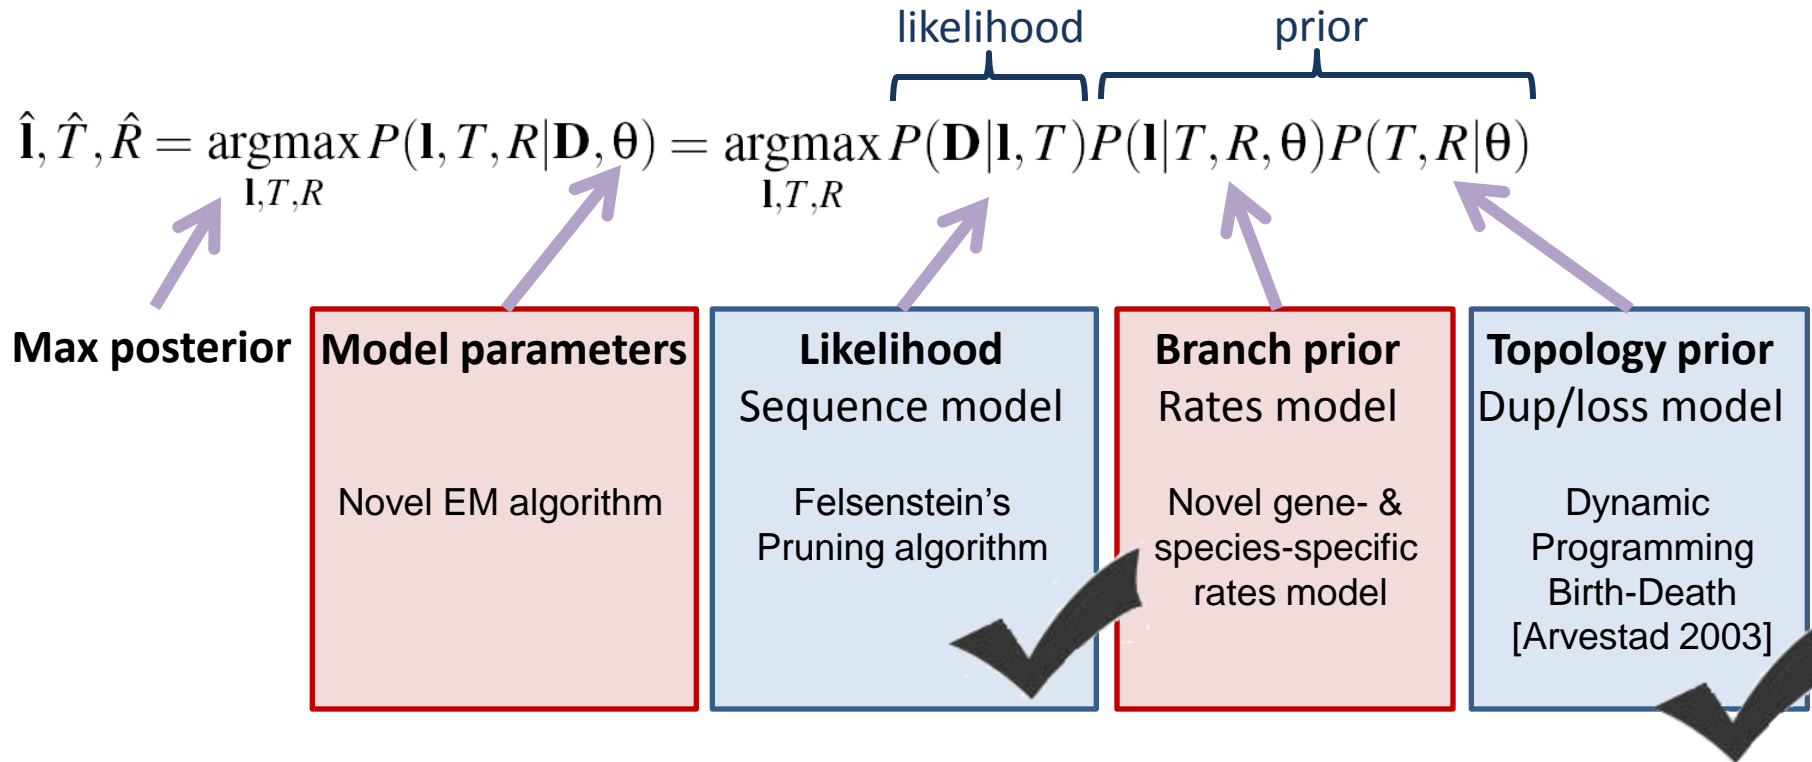 likelihood prior
l̂, T̂, R̂ = argmax P(l, T, R|D, θ) = argmax P(D|l, T)P(l|T, R, θ)P(T, R|θ)
l,T,R l,T,R
Max posterior
Model parameters
Novel EM algorithm
Likelihood
Sequence model
Felsenstein’s
Pruning algorithm
Branch prior
Rates model
Novel gene- &
species-specific
rates model
Topology prior
Dup/loss model
Dynamic
Programming
Birth-Death
[Arvestad 2003]